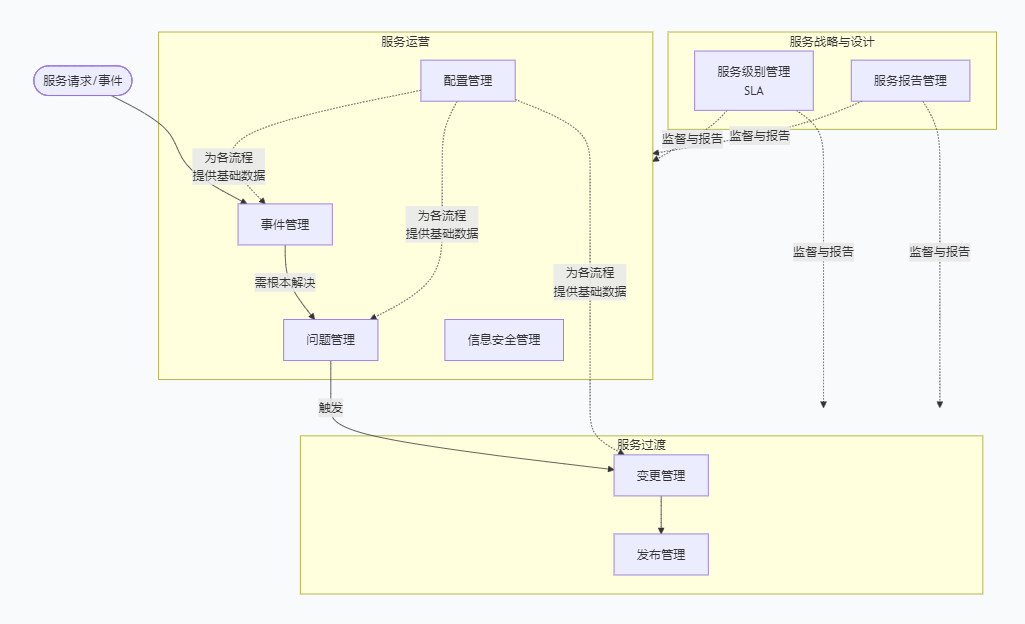 服务运营
服务战略与设计
服务请求/事件
配置管理
服务级别管理
SLA
服务报告管理
监督与报告
监督与报告
为各流程
提供基础数据
事件管理
为各流程
提供基础数据
监督与报告
监督与报告
需根本解决
为各流程
提供基础数据
问题管理
信息安全管理
触发
服务过渡
变更管理
发布管理